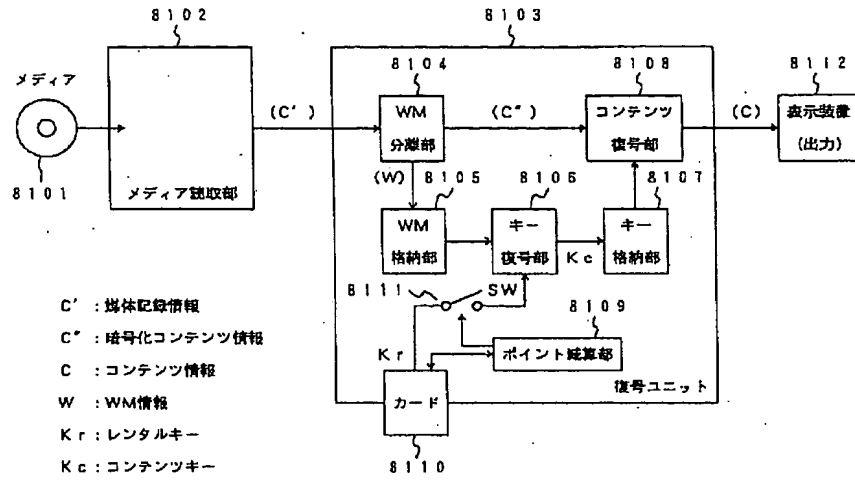 8102
8103
メディア
8104
8108
8112
(C')
WM
分離部
(C")
コンテンツ
復号部
(C)
表示装置
(出力)
8101
メディア読取部
(W)
8105
8106
8107
WM
格納部
キー
復号部
Kc
キー
格納部
8111
SW
8109
Kr
ポイント減算部
カード
復号ユニット
8110
C':媒体記録情報
C":暗号化コンテンツ情報
C :コンテンツ情報
W :WM情報
Kr:レンタルキー
Kc:コンテンツキー